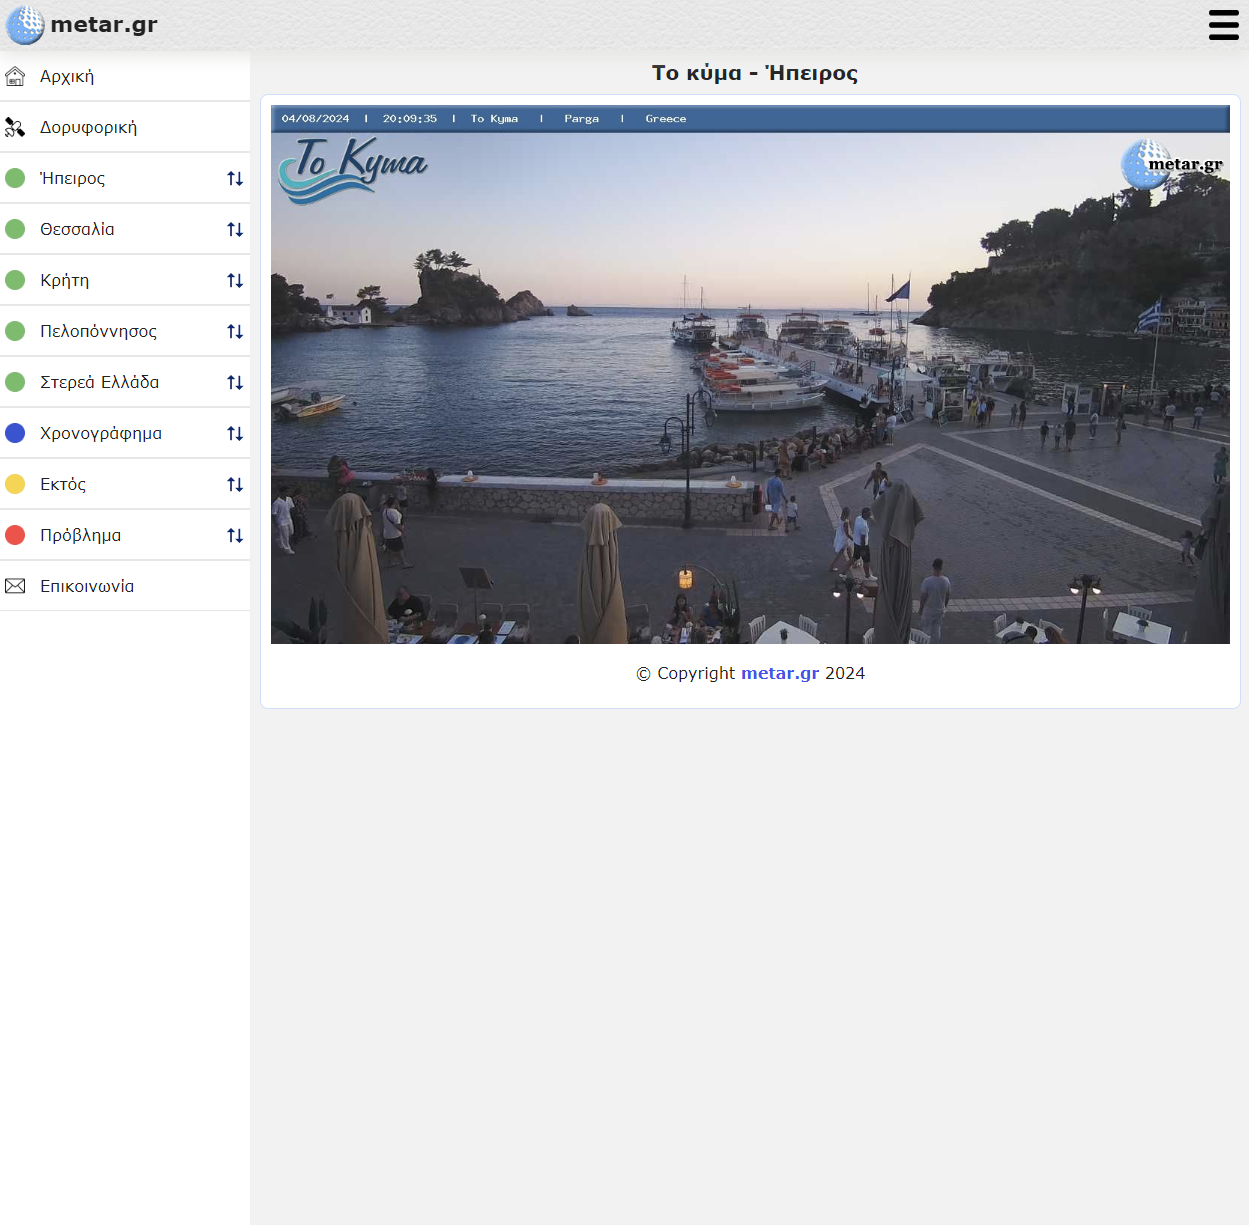 metar.gr
Αρχική
Δορυφορική
Ήπειρος
Θεσσαλία
Κρήτη
Πελοπόννησος
Στερεά Ελλάδα
Χρονογράφημα
Εκτός
Πρόβλημα
Επικοινωνία
Το κύμα - Ήπειρος
04/08/2024 | 20:09:35 | To Kyma | Parga | Greece
To Kyma
metar.gr
© Copyright metar.gr 2024